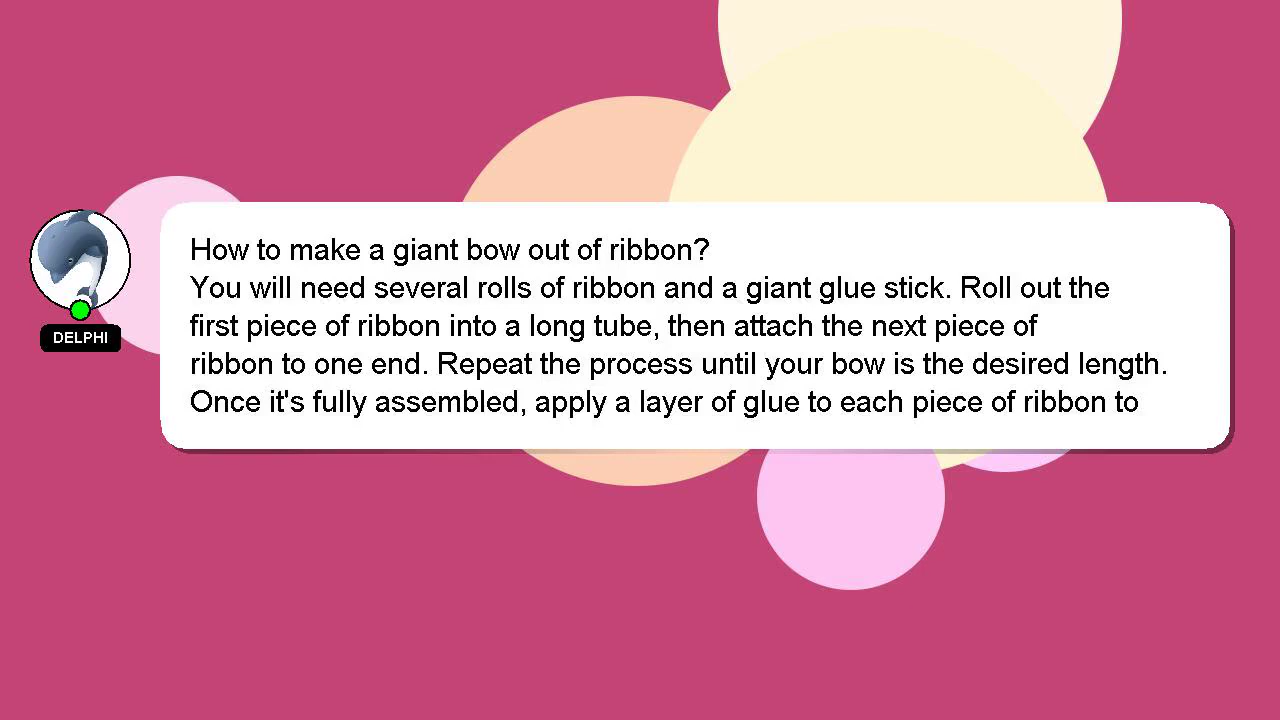 How to make a giant bow out of ribbon?
You will need several rolls of ribbon and a giant glue stick. Roll out the
first piece of ribbon into a long tube, then attach the next piece of
ribbon to one end. Repeat the process until your bow is the desired length.
Once it's fully assembled, apply a layer of glue to each piece of ribbon to
DELPHI